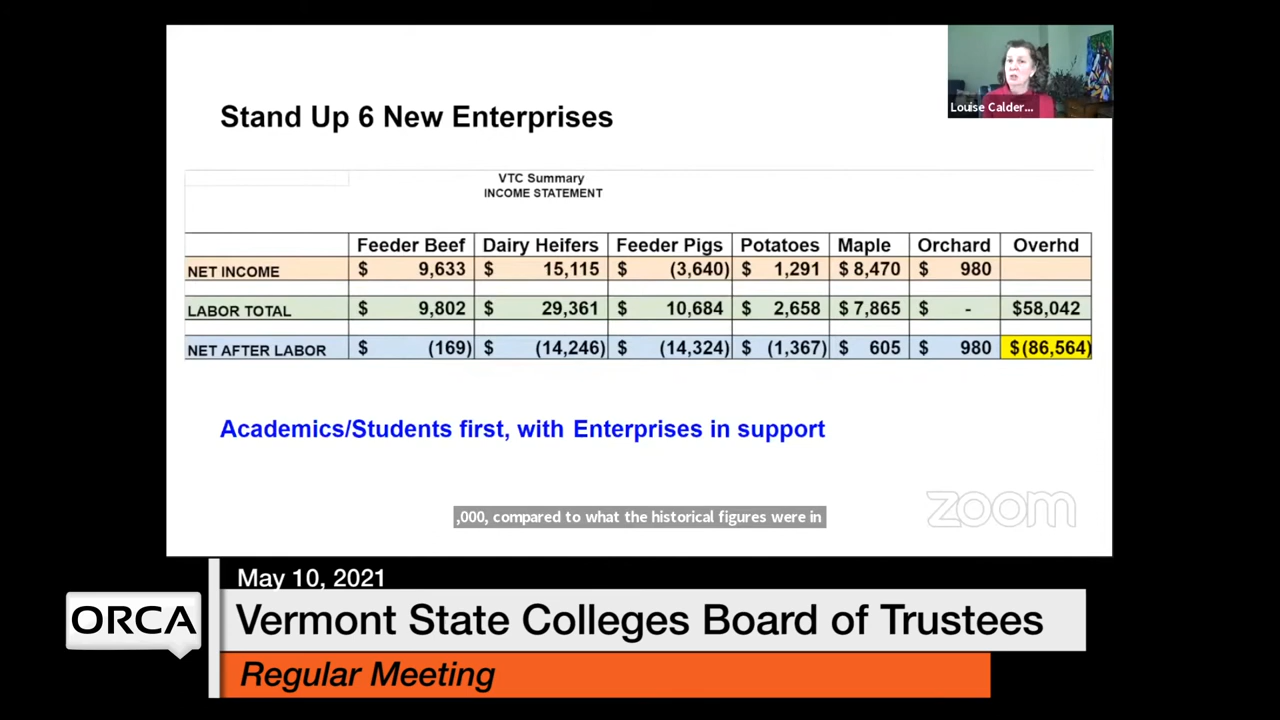 Louise Calder...
Stand Up 6 New Enterprises
VTC Summary
INCOME STATEMENT
Feeder Beef Dairy Heifers Feeder Pigs Potatoes Maple Orchard Overhd
NET INCOME $ 9,633 $ 15,115 $ (3,640) $ 1,291 $ 8,470 $ 980
LABOR TOTAL $ 9,802 $ 29,361 $ 10,684 $ 2,658 $ 7,865 $ - $58,042
NET AFTER LABOR $ (169) $ (14,246) $ (14,324) $ (1,367) $ 605 $ 980 $(86,564)
Academics/Students first, with Enterprises in support
zoom
,000, compared to what the historical figures were in
May 10, 2021
ORCA
Vermont State Colleges Board of Trustees
Regular Meeting